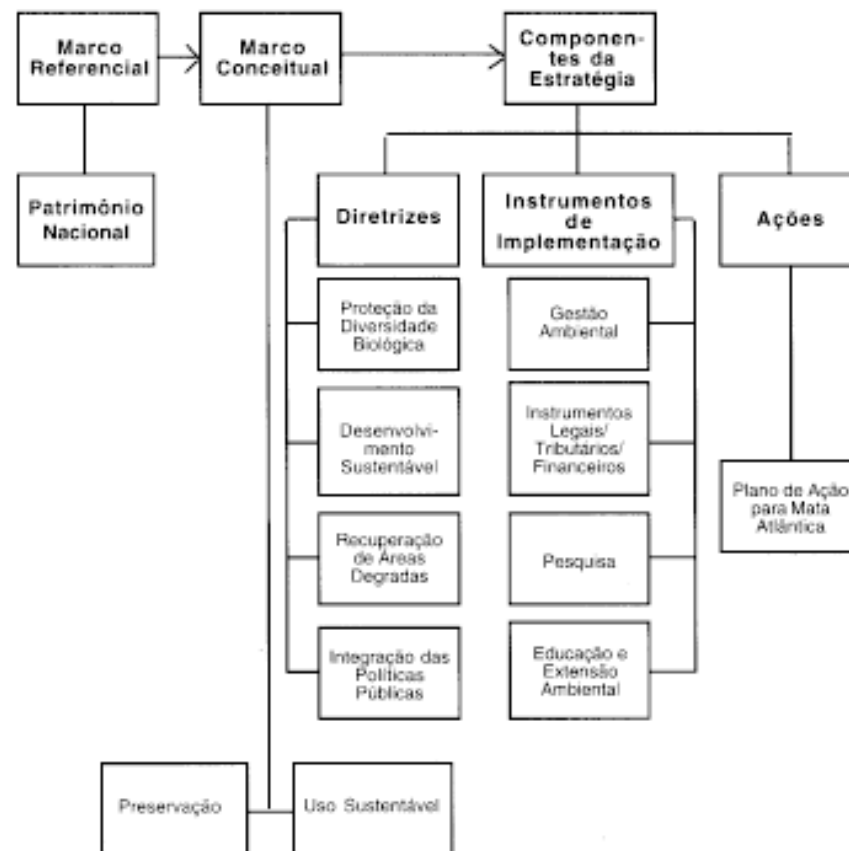 Marco
Referencial
Marco
Conceitual
Componen-
tes da
Estratégia
Patrimônio
Nacional
Diretrizes
Instrumentos
de
Implementação
Ações
Proteção da
Diversidade
Biológica
Gestão
Ambiental
Desenvolvi-
mento
Sustentável
Instrumentos
Legais/
Tributários/
Financeiros
Plano de Ação
para Mata
Atlântica
Recuperação
de Áreas
Degradas
Pesquisa
Integração das
Políticas
Públicas
Educação e
Extensão
Ambiental
Preservação
Uso Sustentável